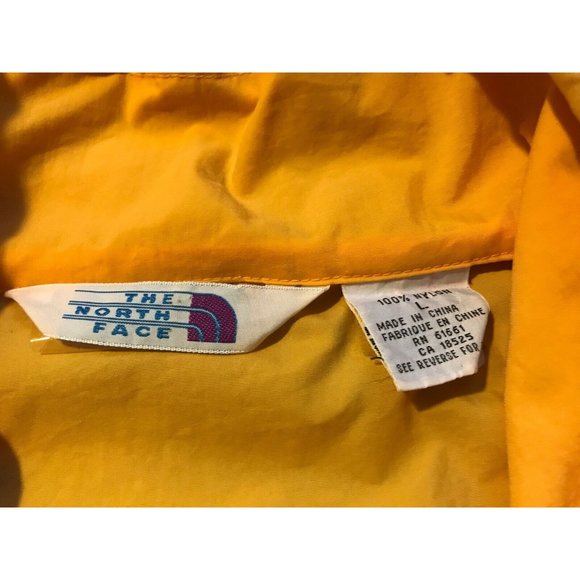 THE
NORTH
FACE
100% NYLON
L
MADE IN CHINA
FABRIQUE EN CHINE
RN 61661
CA 18525
SEE REVERSE FOR